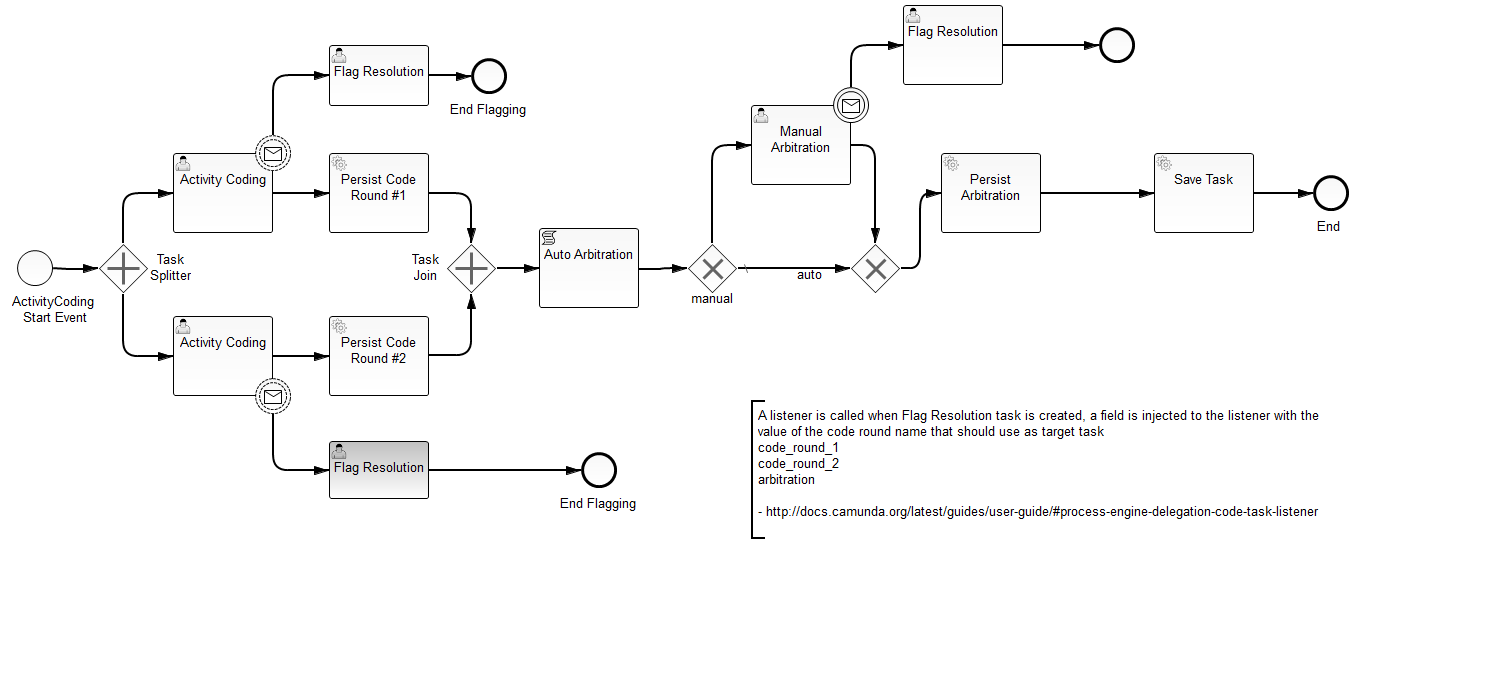 Flag Resolution
End Flagging
Activity Coding
Persist Code
Round #1
Task
Splitter
ActivityCoding
Start Event
Activity Coding
Persist Code
Round #2
Flag Resolution
End Flagging
Task
Join
Auto Arbitration
manual
auto
Manual
Arbitration
Flag Resolution
Persist
Arbitration
Save Task
End
A listener is called when Flag Resolution task is created, a field is injected to the listener with the
value of the code round name that should use as target task
code_round_1
code_round_2
arbitration
- http://docs.camunda.org/latest/guides/user-guide/#process-engine-delegation-code-task-listener